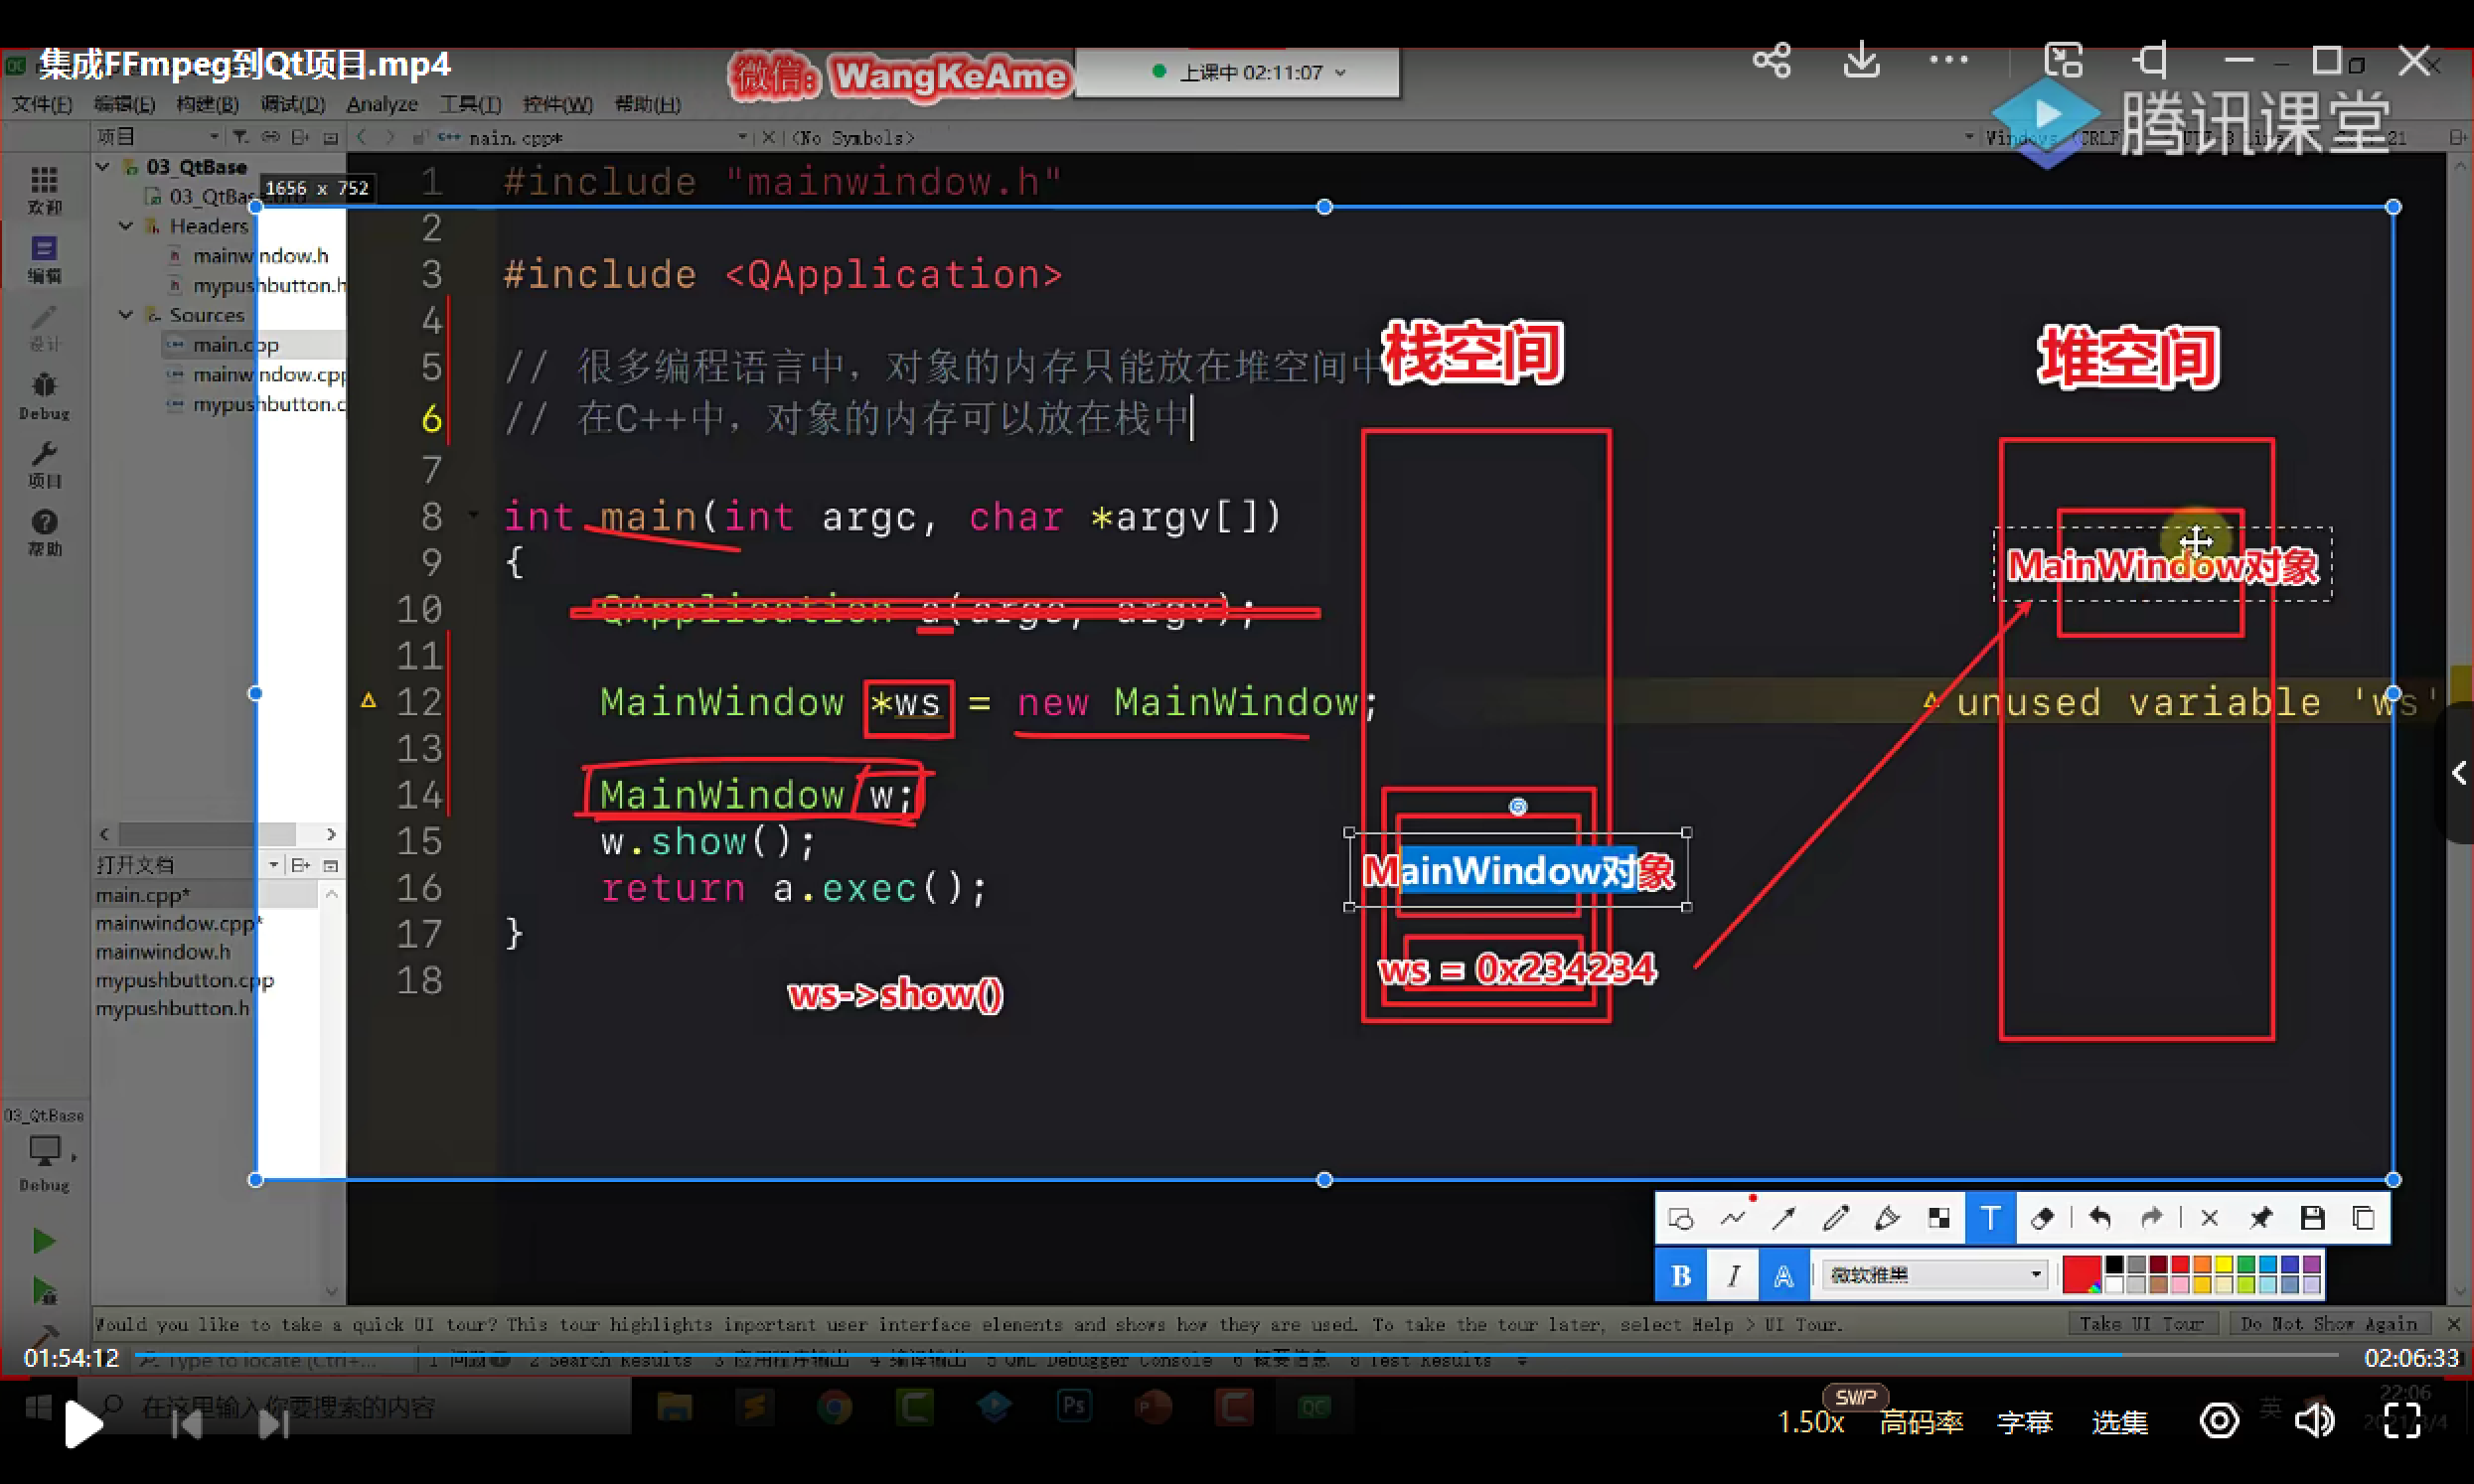 集成FFmpeg到Qt项目.mp4
微信: WangKeAme
上课中 02:11:07
腾讯课堂
文件(F) 编辑(E) 构建(B) 调试(D) Analyze 工具(T) 控件(W) 帮助(H)
项目
main.cpp*
<No Symbols>
Windows (CRLF)
欢迎
编辑
设计
Debug
项目
帮助
03_QtBase
03_QtBase.pro
Headers
mainwindow.h
mypushbutton.h
Sources
main.cpp
mainwindow.cpp
mypushbutton.c
1656 x 752
1 #include "mainwindow.h"
2
3 #include <QApplication>
4
5 // 很多编程语言中，对象的内存只能放在堆空间中
6 // 在C++中，对象的内存可以放在栈中
7
8 int main(int argc, char *argv[])
9 {
10 QApplication a(argc, argv);
11
12 MainWindow *ws = new MainWindow;
unused variable 'ws'
13
14 MainWindow w;
15 w.show();
16 return a.exec();
17 }
18
栈空间
堆空间
MainWindow对象
MainWindow对象
ws = 0x234234
ws->show()
打开文档
main.cpp*
mainwindow.cpp*
mainwindow.h
mypushbutton.cpp
mypushbutton.h
03_QtBase
Debug
B I A 微软雅黑
T
Would you like to take a quick UI tour? This tour highlights important user interface elements and shows how they are used. To take the tour later, select Help > UI Tour.
Take UI Tour
Do Not Show Again
01:54:12
Type to locate (Ctrl+...
1 问题 2 Search Results 3 应用程序输出 4 编译输出 5 QML Debugger Console 6 概要信息 8 Test Results
02:06:33
在这里输入你要搜索的内容
Ps
QC
SWP
1.50x 高码率 字幕 选集
英
22:06
2021/3/4